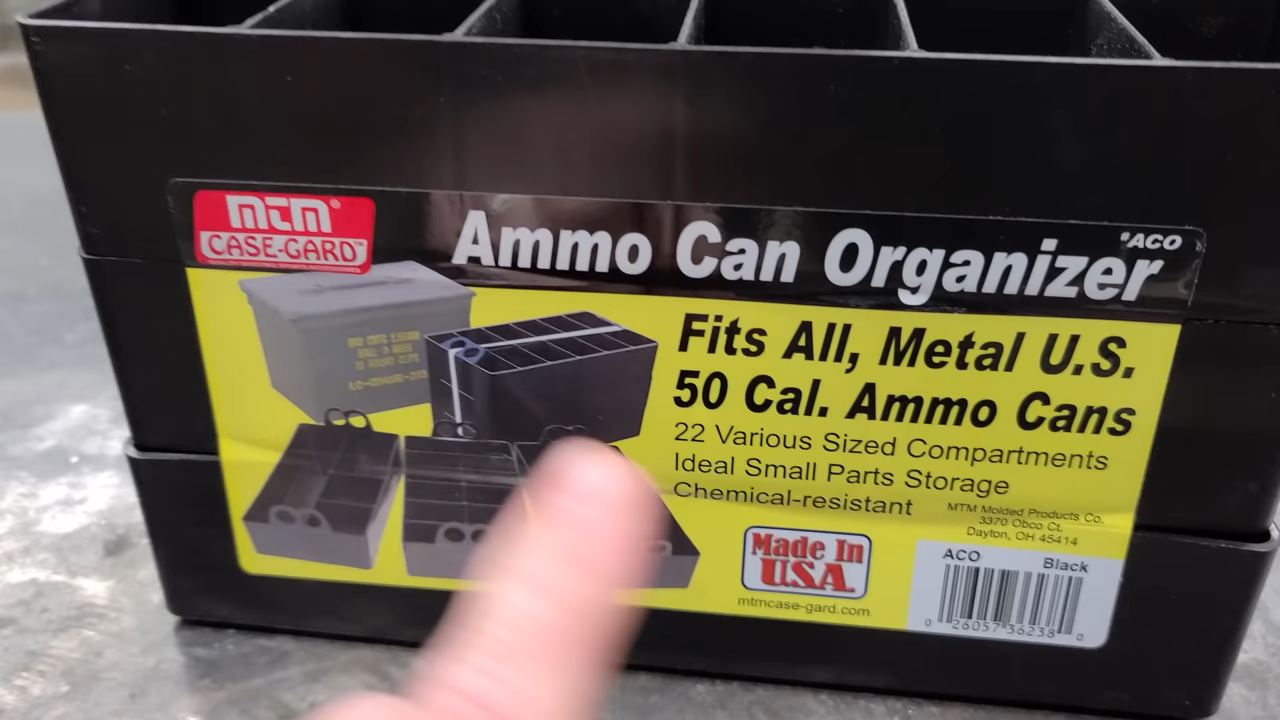 mtm®
CASE-GARD™
Ammo Can Organizer
*ACO
Fits All, Metal U.S.
50 Cal. Ammo Cans
22 Various Sized Compartments
Ideal Small Parts Storage
Chemical-resistant
MTM Molded Products Co.
3370 Obco Ct.
Dayton, OH 45414
Made In
U.S.A.
mtmcase-gard.com
ACO Black
0 26057 36238 0